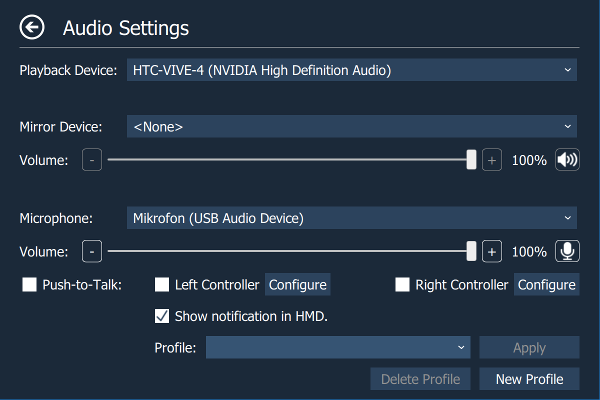 Audio Settings
Playback Device: HTC-VIVE-4 (NVIDIA High Definition Audio)
Mirror Device: <None>
Volume: - + 100%
Microphone: Mikrofon (USB Audio Device)
Volume: - + 100%
Push-to-Talk: Left Controller Configure Right Controller Configure
Show notification in HMD.
Profile: Apply
Delete Profile New Profile